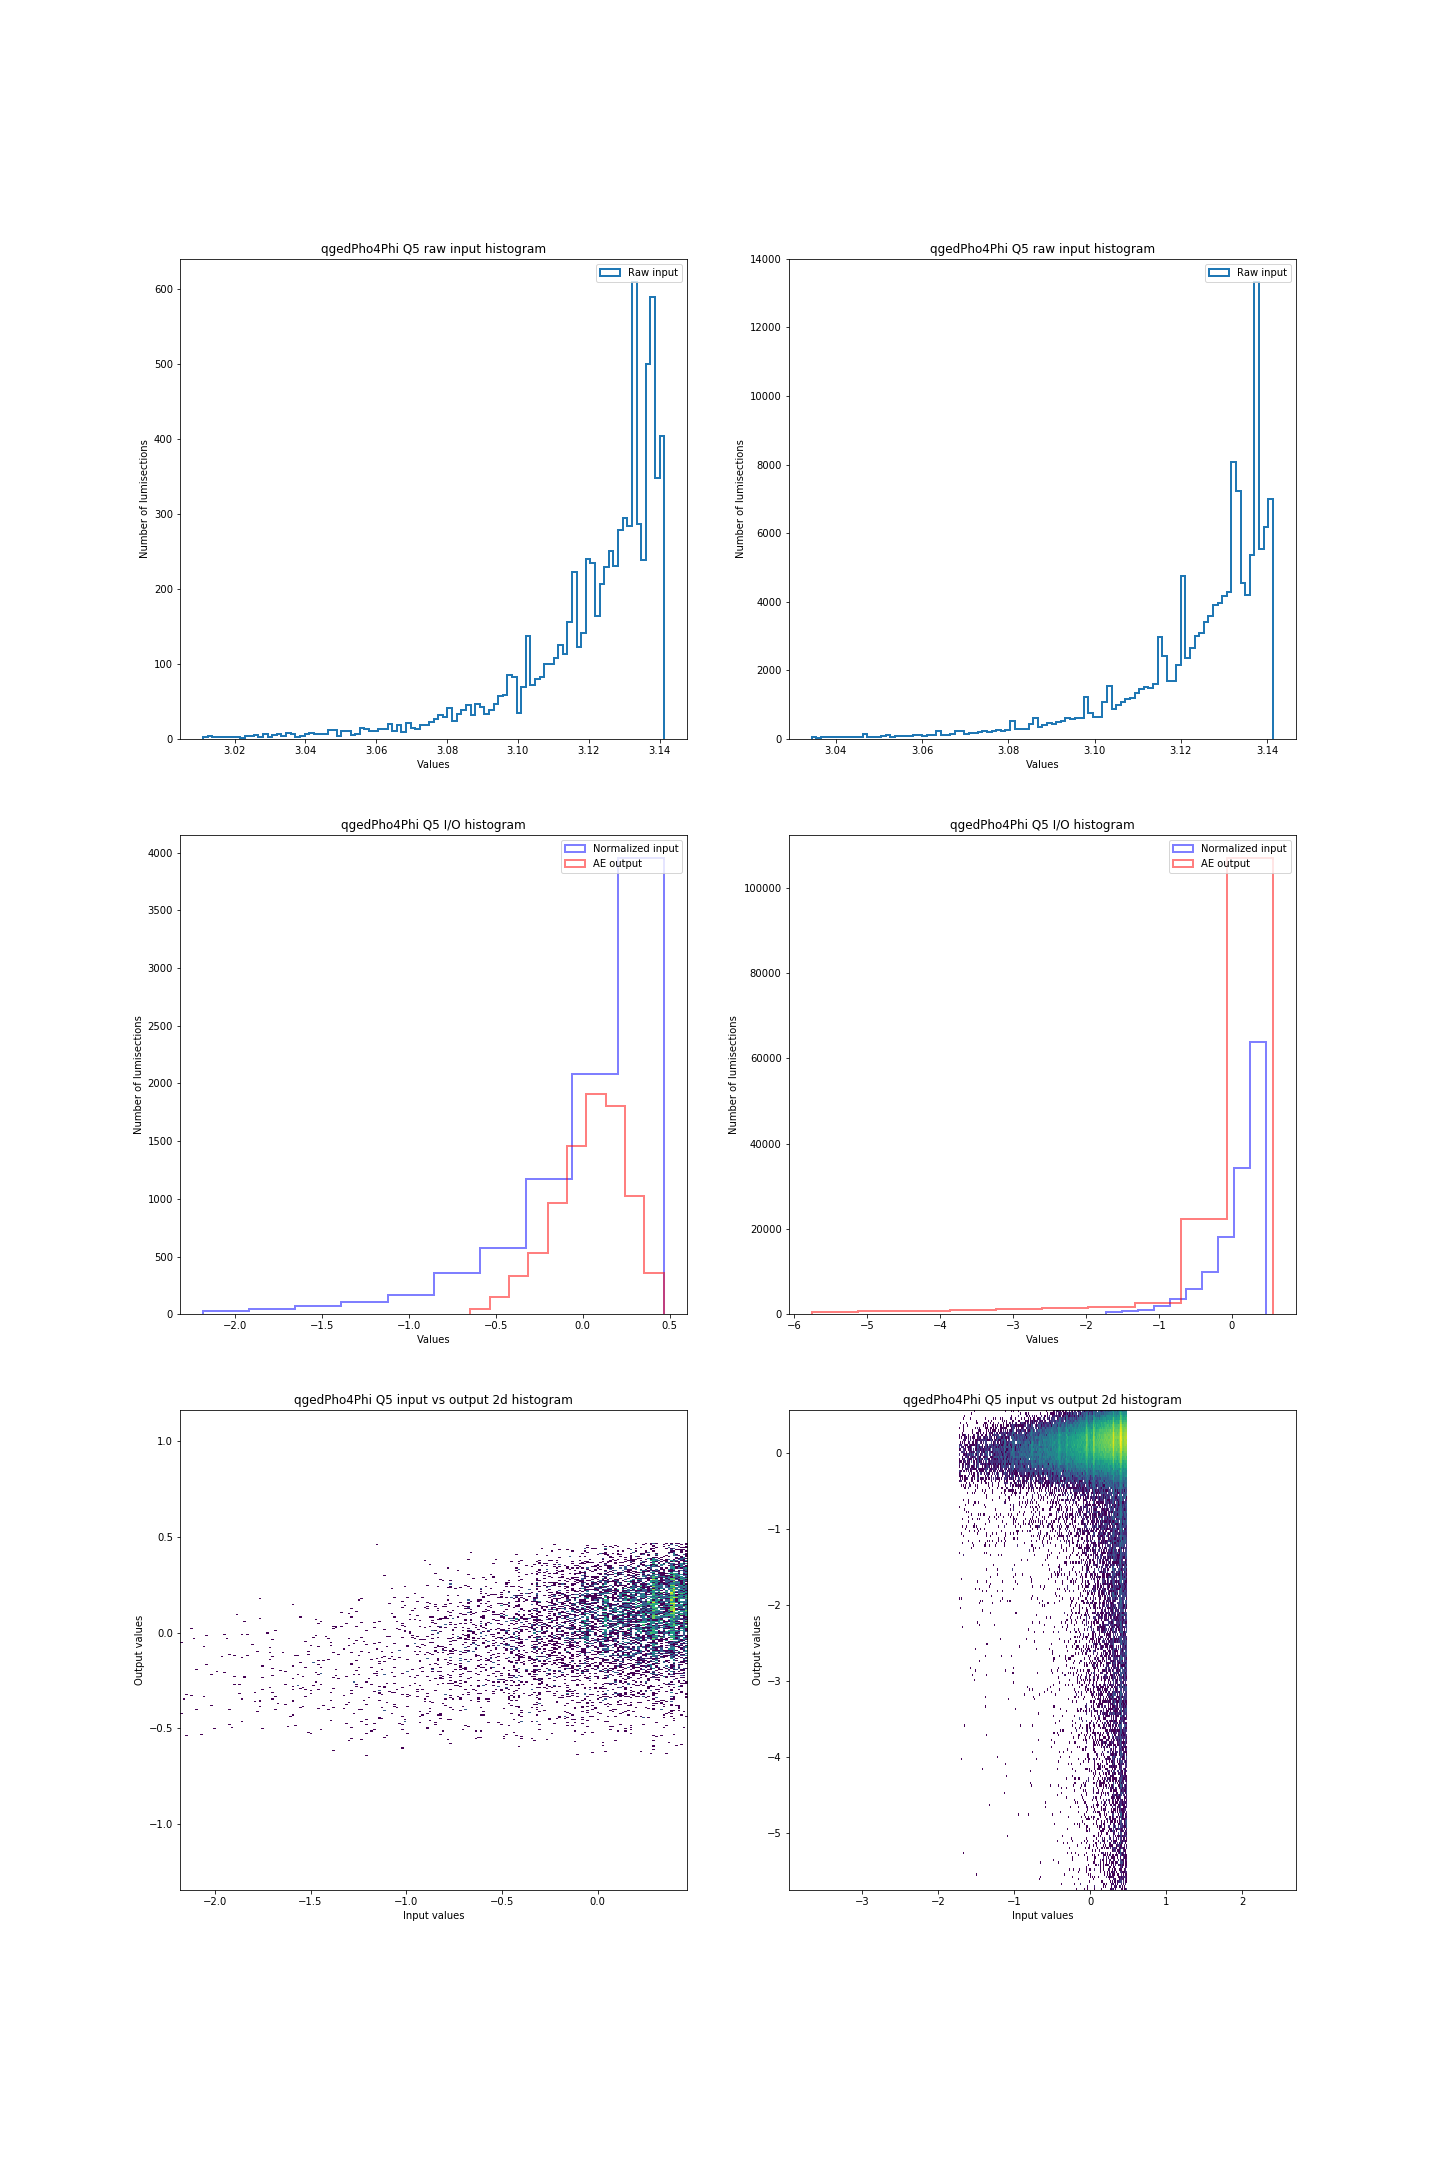 qgedPho4Phi Q5 raw input histogram
Raw input
600
500
400
300
200
100
0
Number of lumisections
3.02 3.04 3.06 3.08 3.10 3.12 3.14
Values
qgedPho4Phi Q5 raw input histogram
Raw input
14000
12000
10000
8000
6000
4000
2000
0
Number of lumisections
3.04 3.06 3.08 3.10 3.12 3.14
Values
qgedPho4Phi Q5 I/O histogram
Normalized input
AE output
4000
3500
3000
2500
2000
1500
1000
500
0
Number of lumisections
−2.0 −1.5 −1.0 −0.5 0.0 0.5
Values
qgedPho4Phi Q5 I/O histogram
Normalized input
AE output
100000
80000
60000
40000
20000
0
Number of lumisections
−6 −5 −4 −3 −2 −1 0
Values
qgedPho4Phi Q5 input vs output 2d histogram
1.0
0.5
0.0
−0.5
−1.0
Output values
−2.0 −1.5 −1.0 −0.5 0.0
Input values
qgedPho4Phi Q5 input vs output 2d histogram
0
−1
−2
−3
−4
−5
Output values
−3 −2 −1 0 1 2
Input values